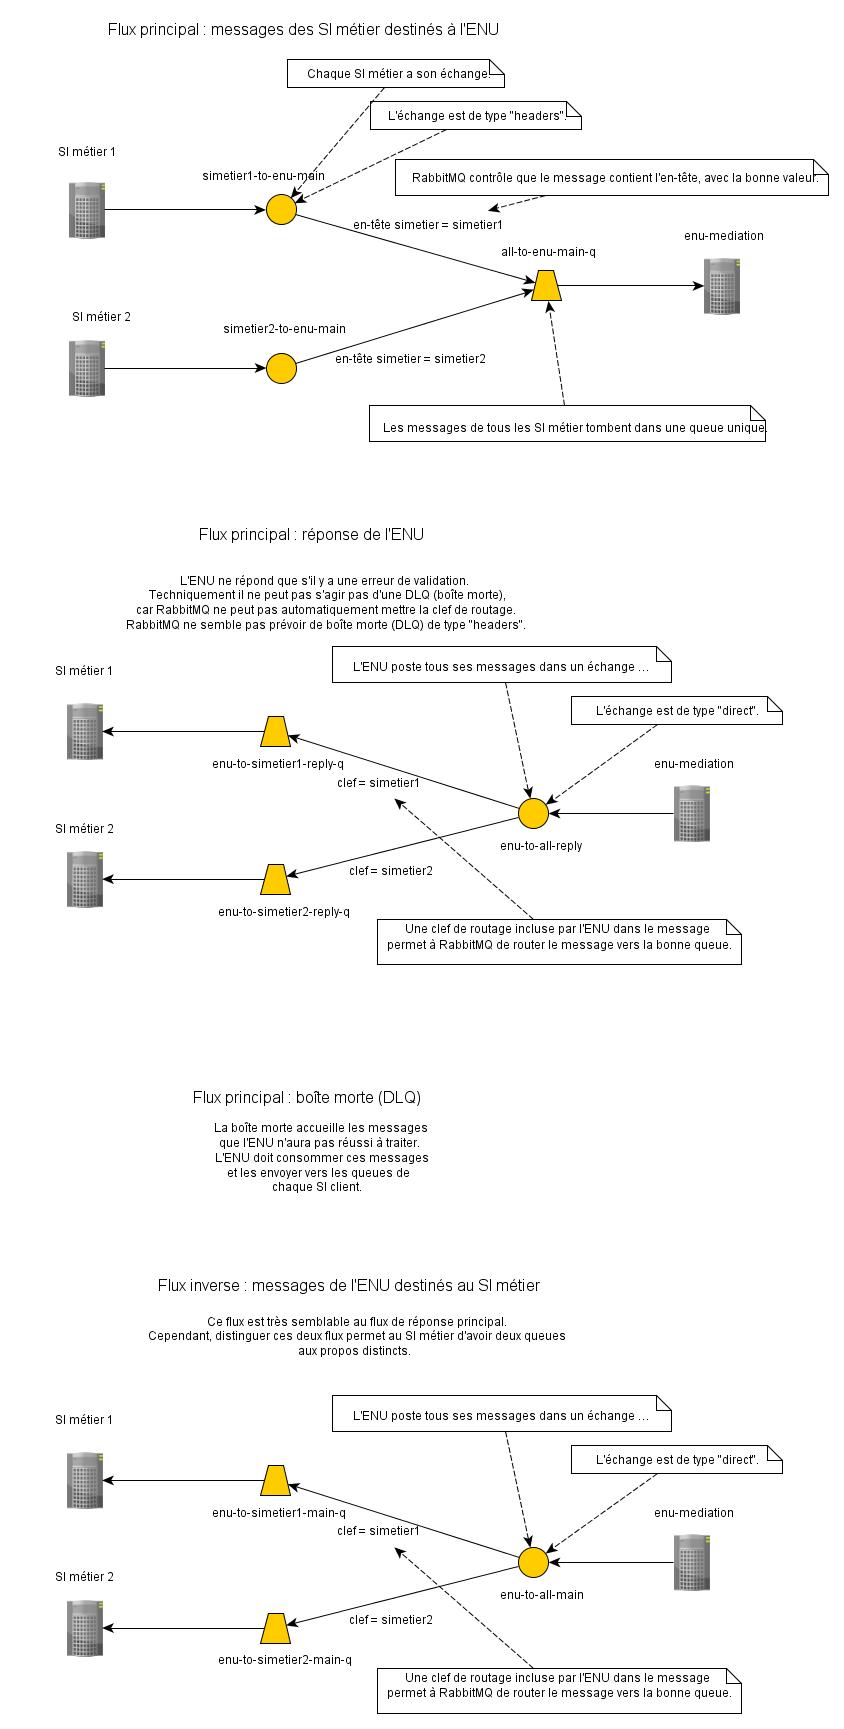 Flux principal : messages des SI métier destinés à l'ENU
Chaque SI métier a son échange.
L'échange est de type "headers".
SI métier 1
simetier1-to-enu-main
RabbitMQ contrôle que le message contient l'en-tête, avec la bonne valeur.
en-tête simetier = simetier1
enu-mediation
all-to-enu-main-q
SI métier 2
simetier2-to-enu-main
en-tête simetier = simetier2
Les messages de tous les SI métier tombent dans une queue unique.
Flux principal : réponse de l'ENU
L'ENU ne répond que s'il y a une erreur de validation.
Techniquement il ne peut pas s'agir pas d'une DLQ (boîte morte),
car RabbitMQ ne peut pas automatiquement mettre la clef de routage.
RabbitMQ ne semble pas prévoir de boîte morte (DLQ) de type "headers".
SI métier 1
L'ENU poste tous ses messages dans un échange ...
L'échange est de type "direct".
enu-to-simetier1-reply-q
enu-mediation
clef = simetier1
SI métier 2
enu-to-all-reply
clef = simetier2
enu-to-simetier2-reply-q
Une clef de routage incluse par l'ENU dans le message
permet à RabbitMQ de router le message vers la bonne queue.
Flux principal : boîte morte (DLQ)
La boîte morte accueille les messages
que l'ENU n'aura pas réussi à traiter.
L'ENU doit consommer ces messages
et les envoyer vers les queues de
chaque SI client.
Flux inverse : messages de l'ENU destinés au SI métier
Ce flux est très semblable au flux de réponse principal.
Cependant, distinguer ces deux flux permet au SI métier d'avoir deux queues
aux propos distincts.
SI métier 1
L'ENU poste tous ses messages dans un échange ...
L'échange est de type "direct".
enu-to-simetier1-main-q
enu-mediation
clef = simetier1
SI métier 2
enu-to-all-main
clef = simetier2
enu-to-simetier2-main-q
Une clef de routage incluse par l'ENU dans le message
permet à RabbitMQ de router le message vers la bonne queue.